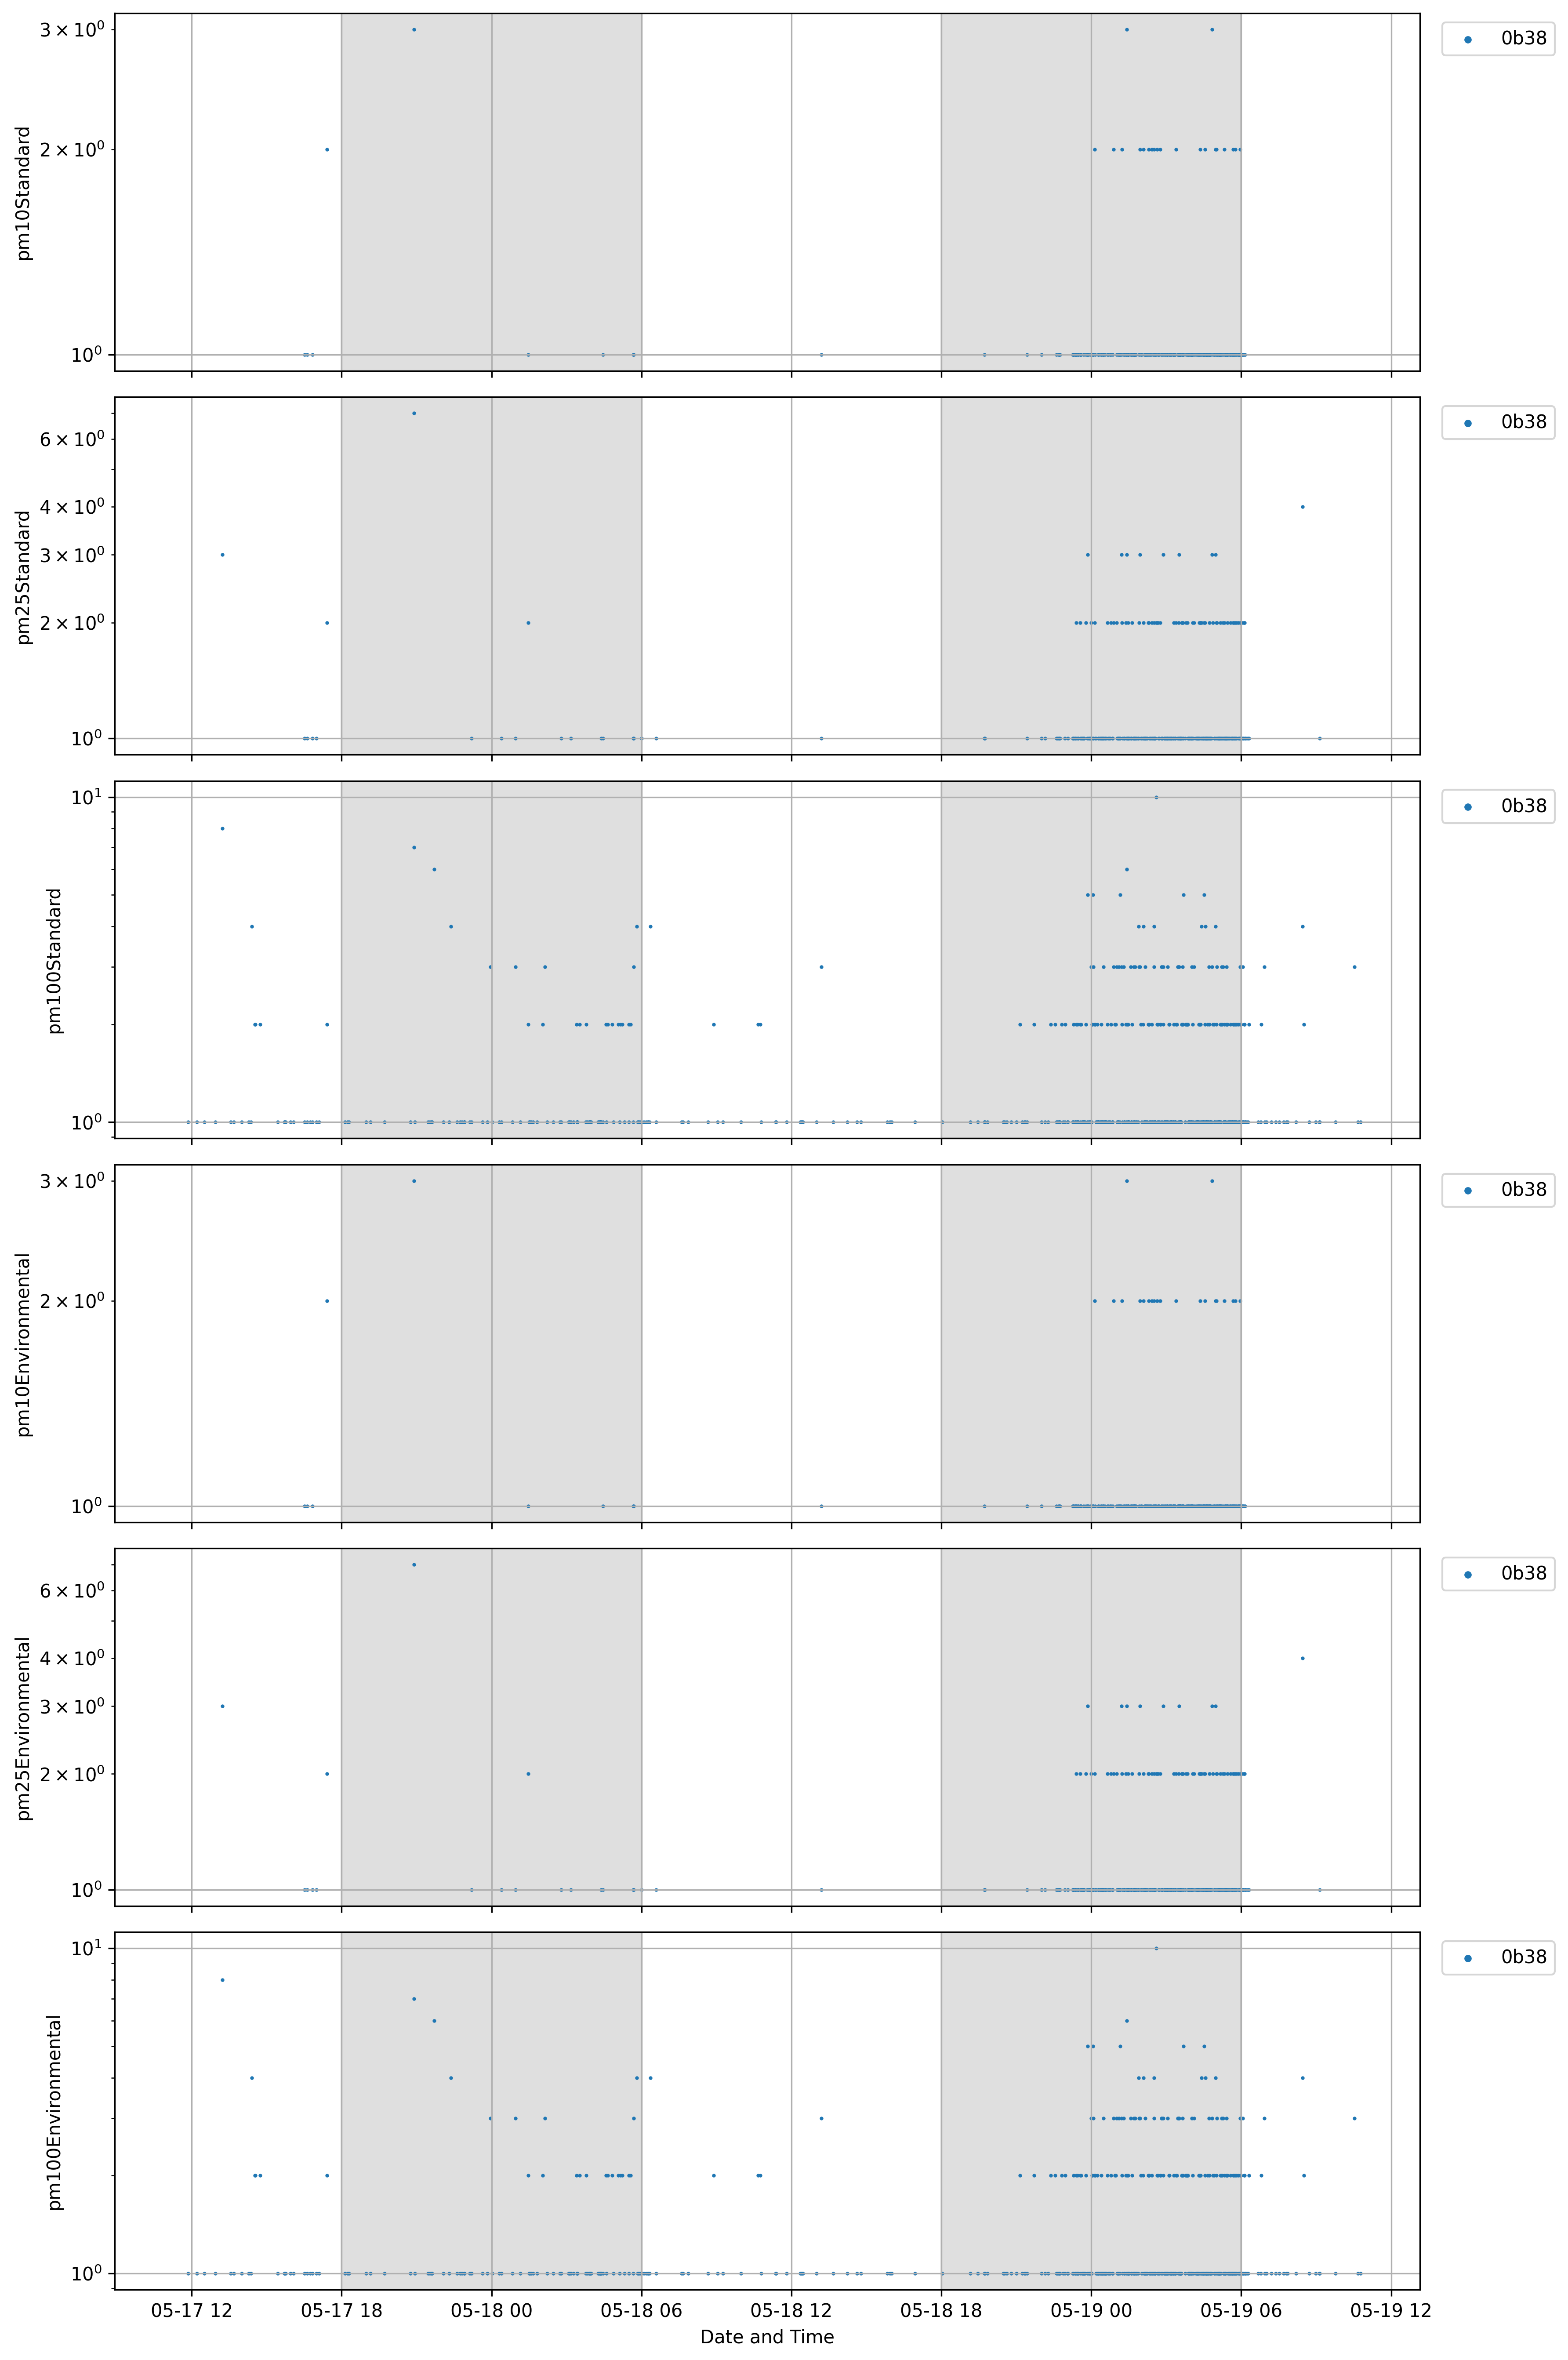 pm10Standard
3 × 10⁰
2 × 10⁰
10⁰
0b38
pm25Standard
6 × 10⁰
4 × 10⁰
3 × 10⁰
2 × 10⁰
10⁰
0b38
pm100Standard
10¹
10⁰
0b38
pm10Environmental
3 × 10⁰
2 × 10⁰
10⁰
0b38
pm25Environmental
6 × 10⁰
4 × 10⁰
3 × 10⁰
2 × 10⁰
10⁰
0b38
pm100Environmental
10¹
10⁰
0b38
05-17 12 05-17 18 05-18 00 05-18 06 05-18 12 05-18 18 05-19 00 05-19 06 05-19 12
Date and Time